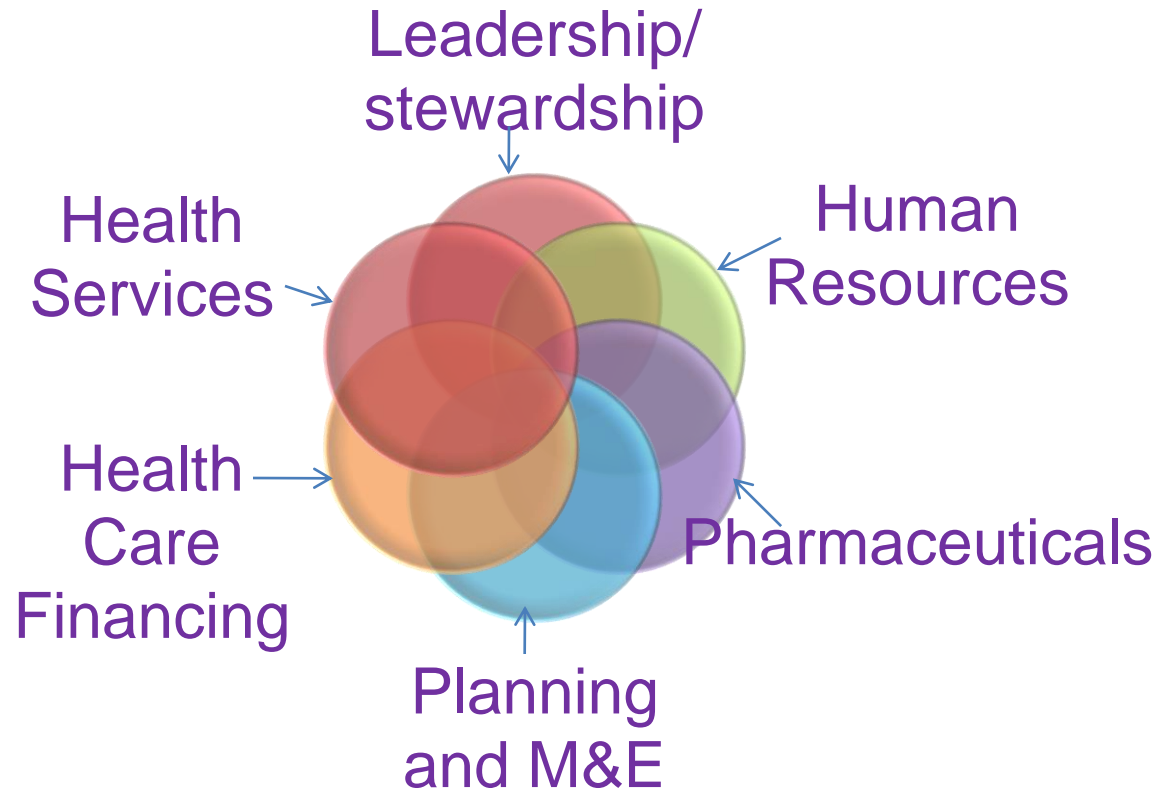 Leadership/
stewardship
Human
Resources
Pharmaceuticals
Planning
and M&E
Health
Care
Financing
Health
Services